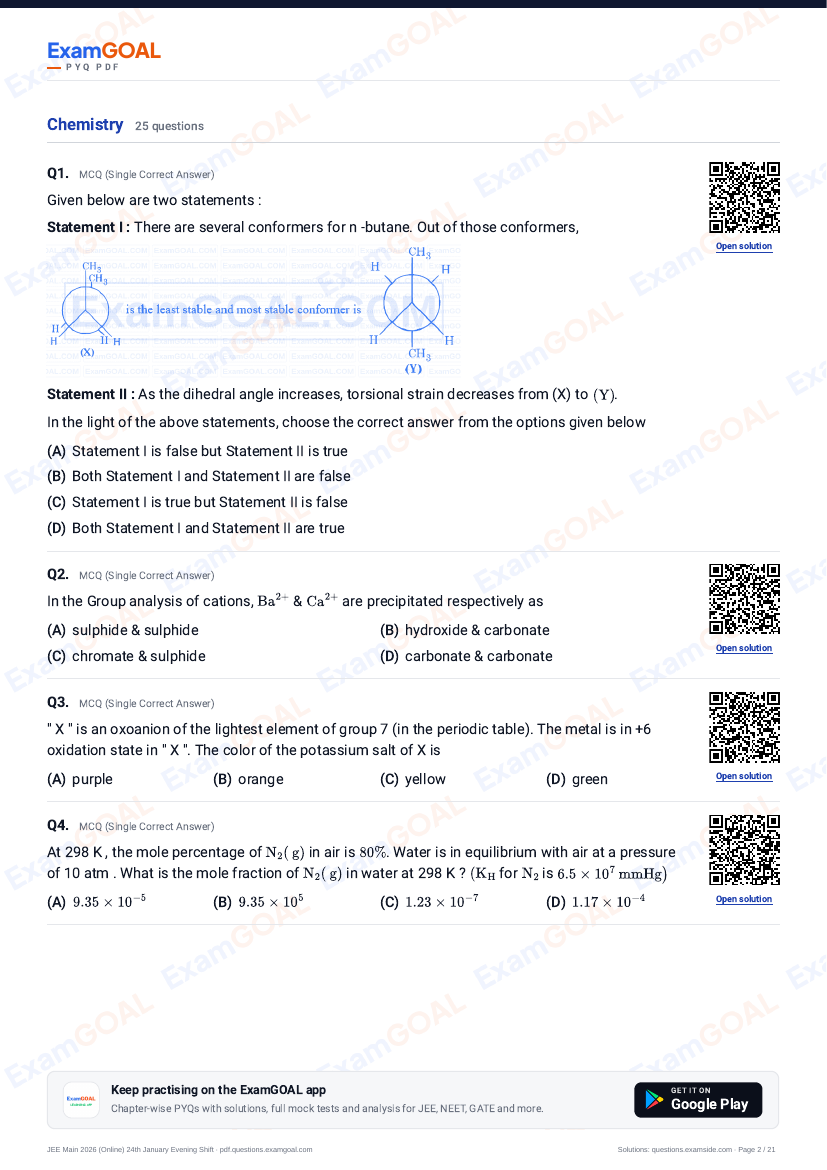 ExamGOAL
PYQ PDF
Chemistry 25 questions
Q1. MCQ (Single Correct Answer)
Given below are two statements :
Statement I : There are several conformers for n -butane. Out of those conformers,
Open solution
CH₃
CH₃
H
H
H
H
(X)
is the least stable and most stable conformer is
CH₃
H
H
H
H
CH₃
(Y)
Statement II : As the dihedral angle increases, torsional strain decreases from (X) to (Y).
In the light of the above statements, choose the correct answer from the options given below
(A) Statement I is false but Statement II is true
(B) Both Statement I and Statement II are false
(C) Statement I is true but Statement II is false
(D) Both Statement I and Statement II are true
Q2. MCQ (Single Correct Answer)
In the Group analysis of cations, Ba²⁺ & Ca²⁺ are precipitated respectively as
(A) sulphide & sulphide (B) hydroxide & carbonate
(C) chromate & sulphide (D) carbonate & carbonate
Open solution
Q3. MCQ (Single Correct Answer)
" X " is an oxoanion of the lightest element of group 7 (in the periodic table). The metal is in +6
oxidation state in " X ". The color of the potassium salt of X is
(A) purple (B) orange (C) yellow (D) green
Open solution
Q4. MCQ (Single Correct Answer)
At 298 K , the mole percentage of N₂( g) in air is 80%. Water is in equilibrium with air at a pressure
of 10 atm . What is the mole fraction of N₂( g) in water at 298 K ? (K_H for N₂ is 6.5 × 10⁷ mmHg)
(A) 9.35 × 10⁻⁵ (B) 9.35 × 10⁵ (C) 1.23 × 10⁻⁷ (D) 1.17 × 10⁻⁴
Open solution
ExamGOAL
Keep practising on the ExamGOAL app
Chapter-wise PYQs with solutions, full mock tests and analysis for JEE, NEET, GATE and more.
GET IT ON
Google Play
JEE Main 2026 (Online) 24th January Evening Shift · pdf.questions.examgoal.com
Solutions: questions.examside.com · Page 2 / 21